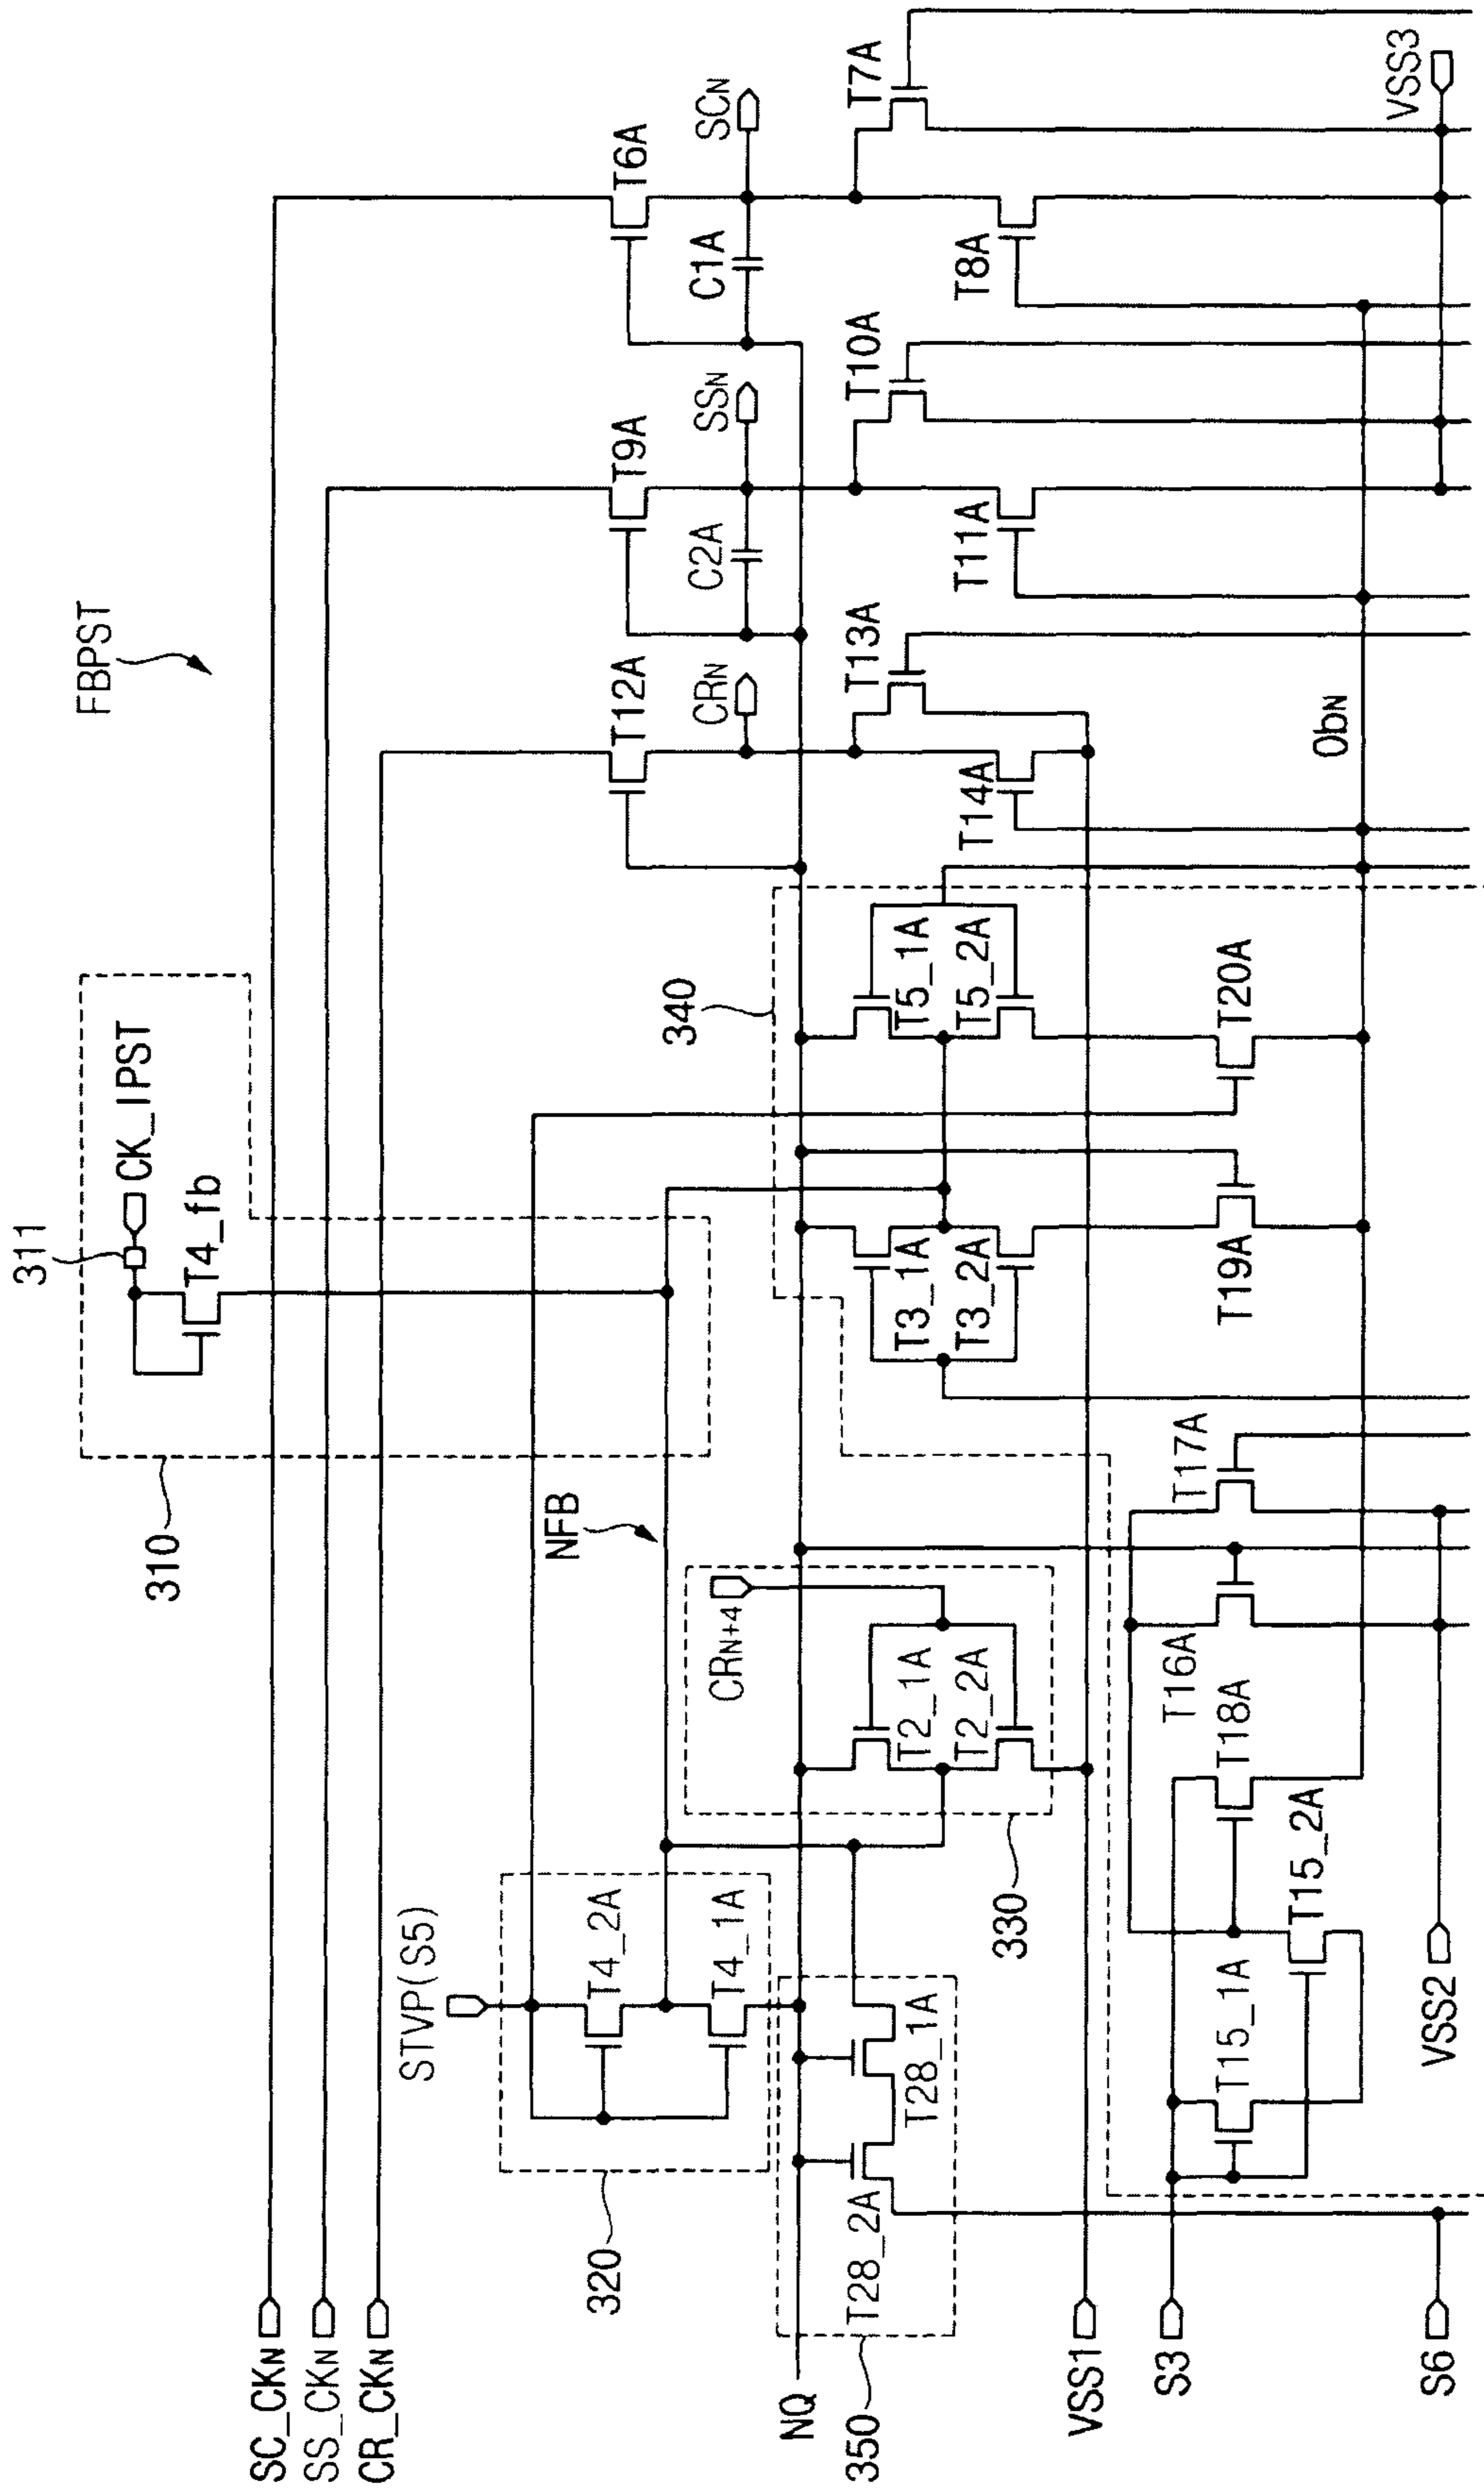 FBPST
311
CK_IPST
T4_fb
310
SC_CKN
SS_CKN
CR_CKN
STVP(S5)
NFB
T12A
T9A
T6A
320
T4_2A
T4_1A
CRN+4
340
CRN
C2A
SSN
C1A
SCN
NQ
T28_2A
T28_1A
350
330
T2_1A
T2_2A
T3_1A
T3_2A
T5_1A
T5_2A
T13A
T14A
T10A
T11A
T7A
T8A
VSS1
S3
T15_1A
T15_2A
T18A
T16A
T17A
T19A
T20A
QbN
VSS3
S6
VSS2